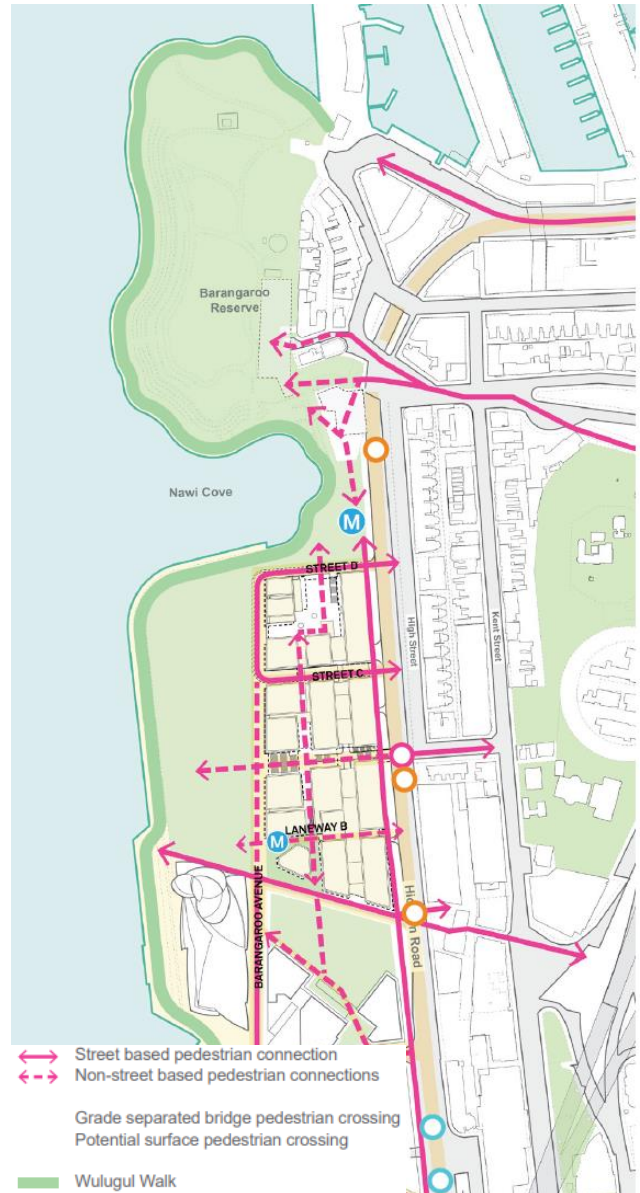 Barangaroo
Reserve
Nawi Cove
M
STREET D
High Street
Kent Street
STREET C
LANEWAY B
M
BARANGAROO AVENUE
Street based pedestrian connection
Non-street based pedestrian connections
Grade separated bridge pedestrian crossing
Potential surface pedestrian crossing
Wulugul Walk